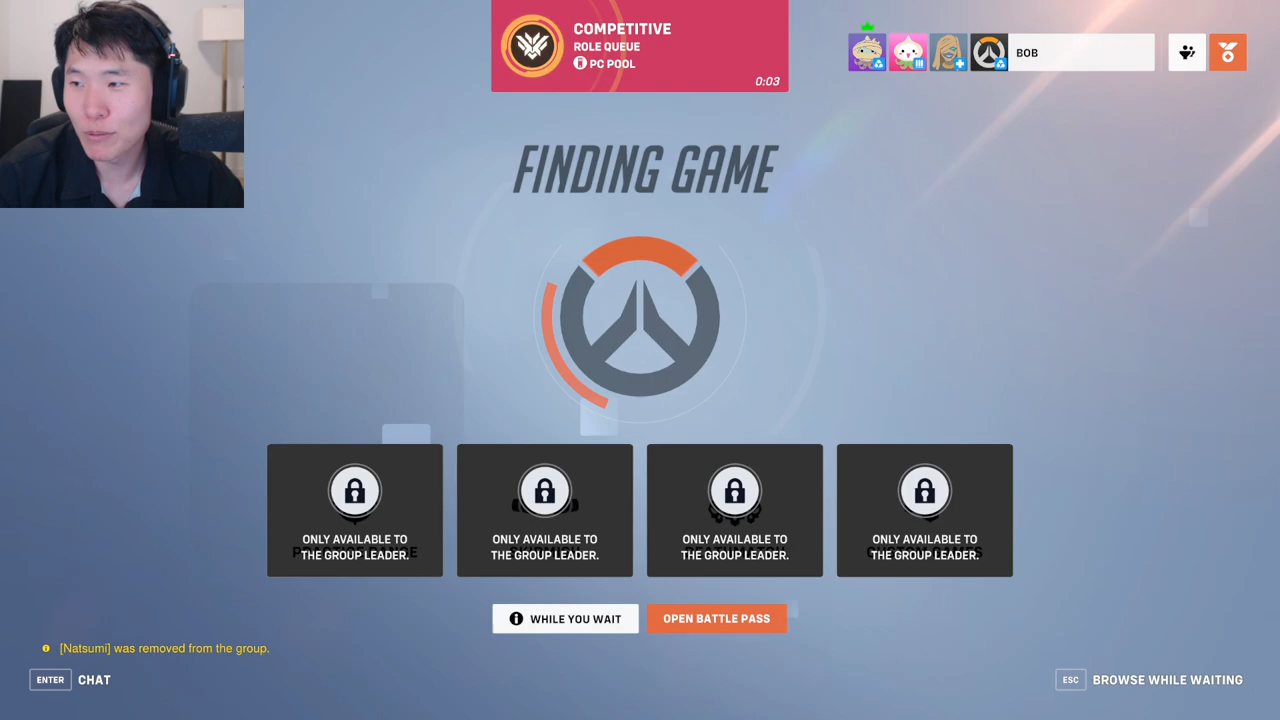 COMPETITIVE
ROLE QUEUE
PC POOL
0:03
BOB
FINDING GAME
ONLY AVAILABLE TO
THE GROUP LEADER.
ONLY AVAILABLE TO
THE GROUP LEADER.
ONLY AVAILABLE TO
THE GROUP LEADER.
ONLY AVAILABLE TO
THE GROUP LEADER.
WHILE YOU WAIT
OPEN BATTLE PASS
[Natsumi] was removed from the group.
ENTER CHAT
ESC BROWSE WHILE WAITING